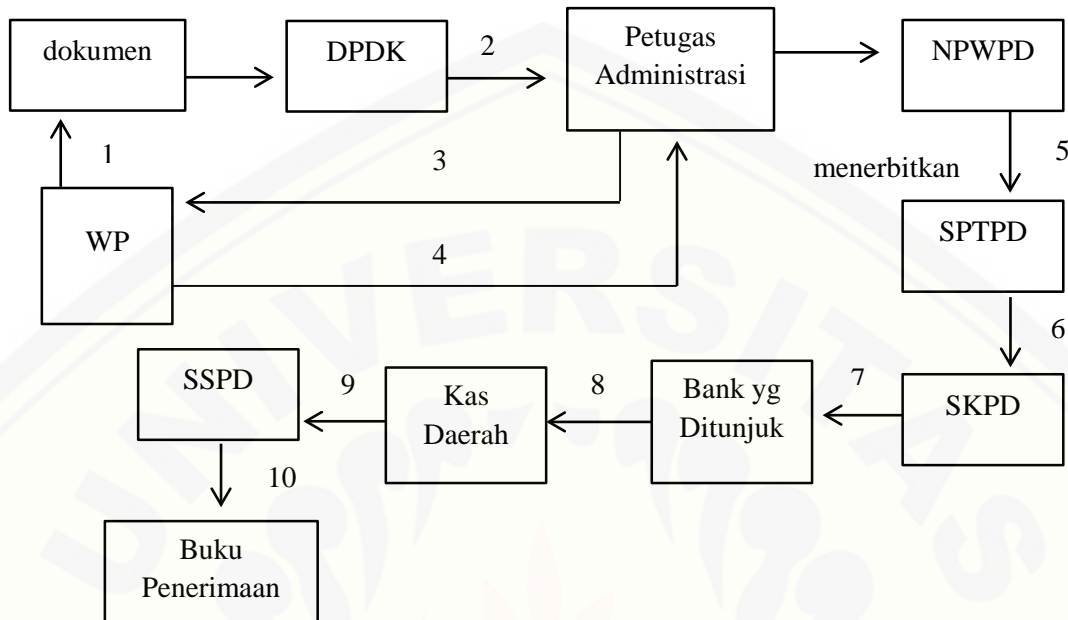 dokumen
DPDK
2
Petugas
Administrasi
NPWPD
1
3
menerbitkan
5
WP
4
SPTPD
6
SSPD
9
Kas
Daerah
8
Bank yg
Ditunjuk
7
SKPD
10
Buku
Penerimaan
UNIVERSITAS